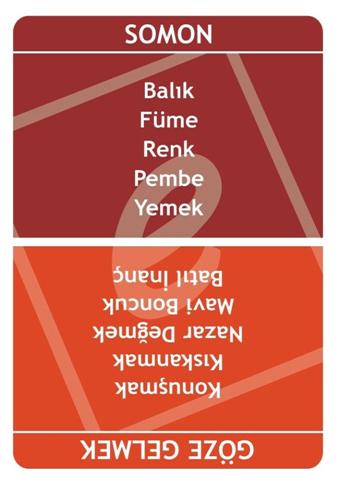 SOMON
Balık
Füme
Renk
Pembe
Yemek
GÖZE GELMEK
Konuşmak
Kıskanmak
Nazar Değmek
Mavi Boncuk
Batıl İnanç